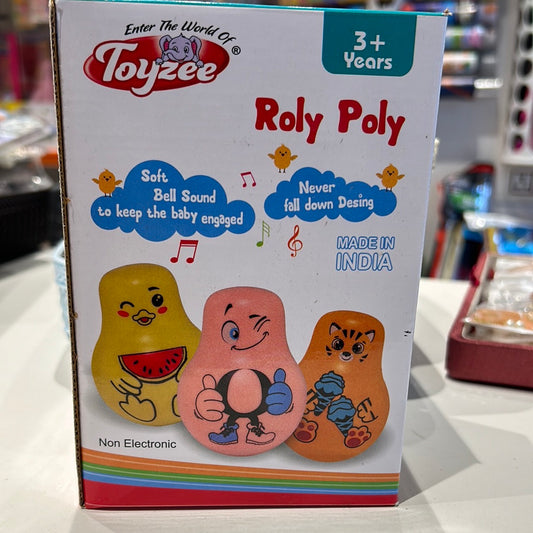 Enter The World Of
Toyzee®
3+
Years
Roly Poly
Soft
Bell Sound
to keep the baby engaged
Never
fall down Desing
MADE IN
INDIA
Non Electronic